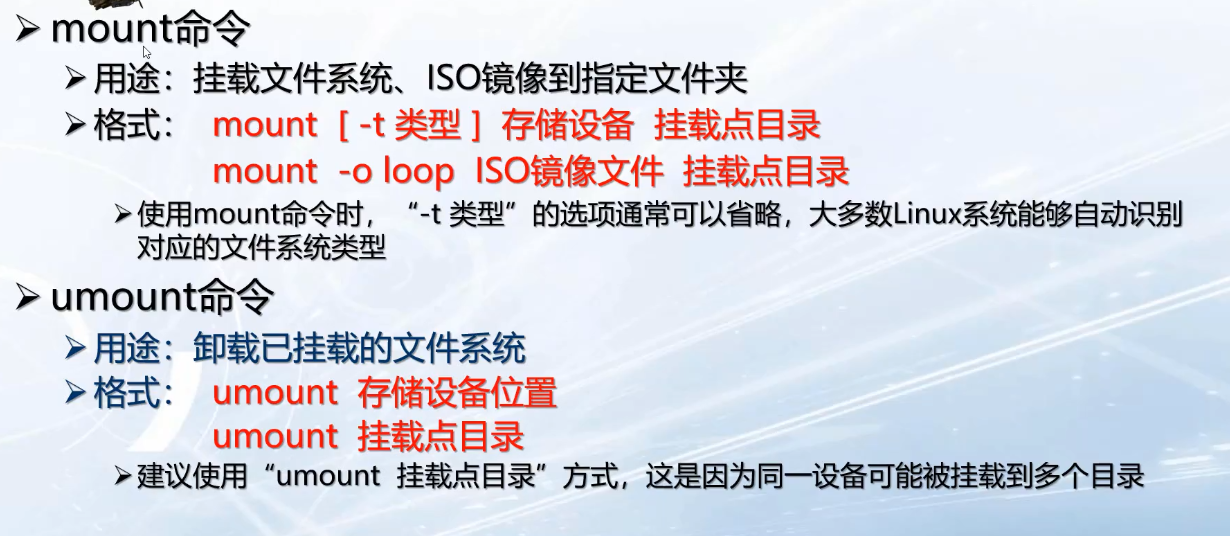 mount命令
用途：挂载文件系统、ISO镜像到指定文件夹
格式： mount [ -t 类型 ] 存储设备 挂载点目录
mount -o loop ISO镜像文件 挂载点目录
使用mount命令时，“-t 类型”的选项通常可以省略，大多数Linux系统能够自动识别
对应的文件系统类型
umount命令
用途：卸载已挂载的文件系统
格式： umount 存储设备位置
umount 挂载点目录
建议使用“umount 挂载点目录”方式，这是因为同一设备可能被挂载到多个目录